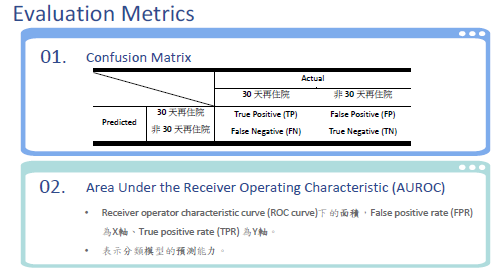 Evaluation Metrics
01. Confusion Matrix
Actual
30 天再住院 非 30 天再住院
Predicted 30 天再住院 True Positive (TP) False Positive (FP)
非 30 天再住院 False Negative (FN) True Negative (TN)
02. Area Under the Receiver Operating Characteristic (AUROC)
• Receiver operator characteristic curve (ROC curve)下的面積，False positive rate (FPR)
為X軸、True positive rate (TPR) 為Y軸。
• 表示分類模型的預測能力。